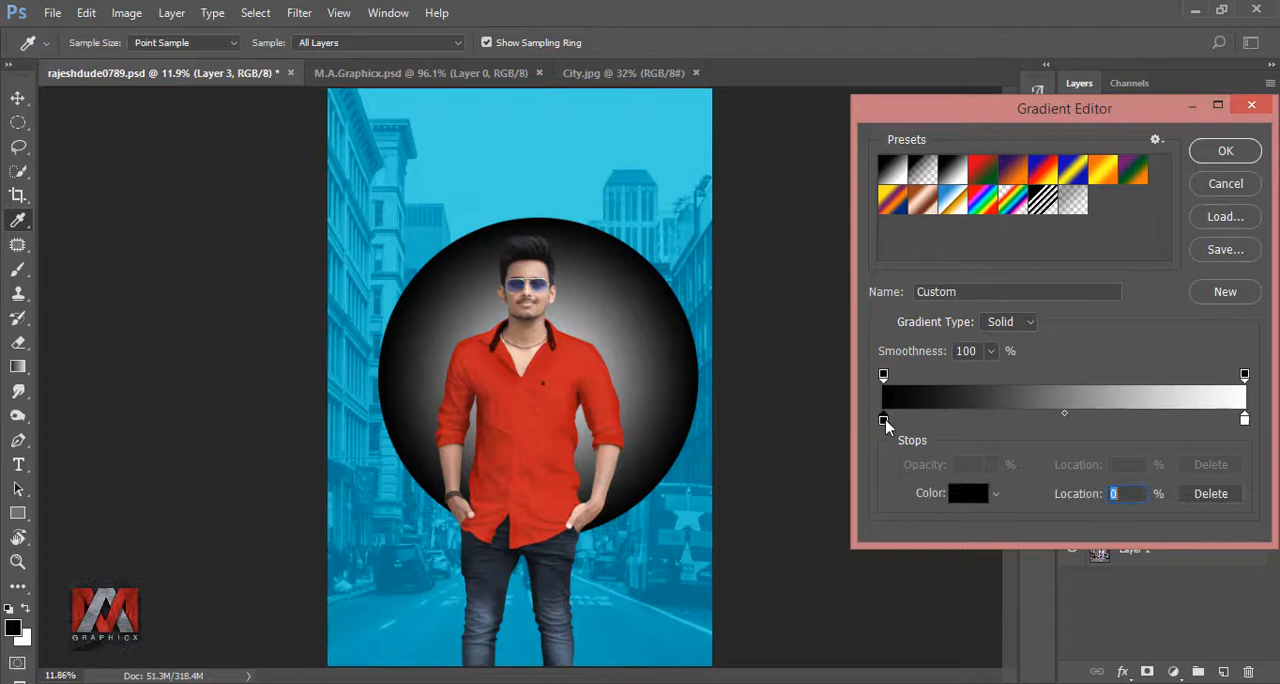 Ps File Edit Image Layer Type Select Filter View Window Help
Sample Size: Point Sample Sample: All Layers Show Sampling Ring
rajeshdude0789.psd @ 11.9% (Layer 3, RGB/8) * × M.A.Graphicx.psd @ 96.1% (Layer 0, RGB/8) × City.jpg @ 32% (RGB/8#) ×
Layers Channels
Gradient Editor
Presets
OK
Cancel
Load...
Save...
Name: Custom
New
Gradient Type: Solid
Smoothness: 100 %
Stops
Opacity: % Location: % Delete
Color: Location: 0 % Delete
GRAPHICX
11.86% Doc: 51.3M/318.4M